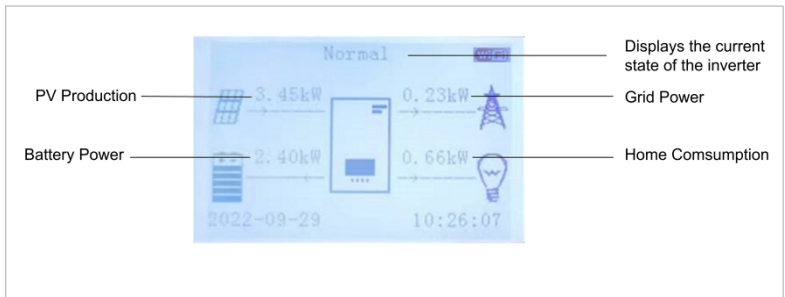 Normal
WiFi
Displays the current
state of the inverter
PV Production
3.45kW
0.23kW
Grid Power
Battery Power
2.40kW
0.66kW
Home Comsumption
2022-09-29
10:26:07